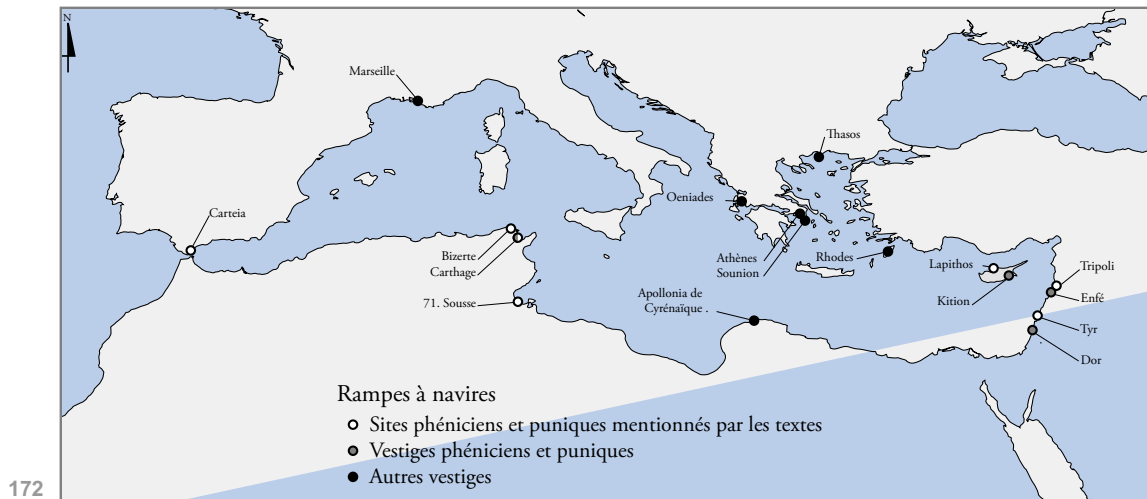 N
Marseille
Thasos
Oeniades
Carteia
Bizerte
Carthage
Athènes
Sounion
Rhodes
Lapithos
Tripoli
71. Sousse
Apollonia de
Cyrénaïque .
Kition
Enfé
Tyr
Dor
Rampes à navires
Sites phéniciens et puniques mentionnés par les textes
Vestiges phéniciens et puniques
Autres vestiges
172